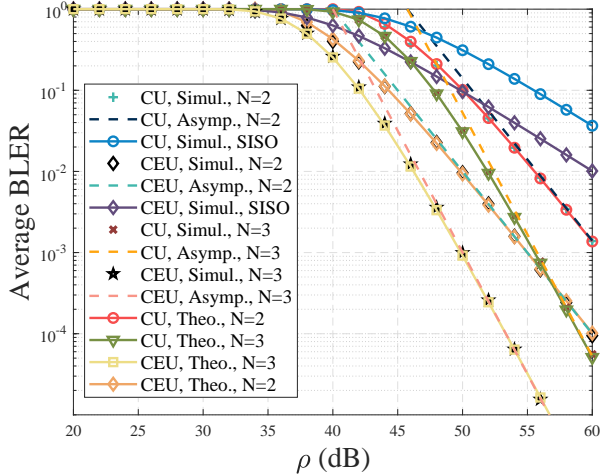 10^0
10^-1
10^-2
10^-3
10^-4
Average BLER
CU, Simul., N=2
CU, Asymp., N=2
CU, Simul., SISO
CEU, Simul., N=2
CEU, Asymp., N=2
CEU, Simul., SISO
CU, Simul., N=3
CU, Asymp., N=3
CEU, Simul., N=3
CEU, Asymp., N=3
CU, Theo., N=2
CU, Theo., N=3
CEU, Theo., N=3
CEU, Theo., N=2
20 25 30 35 40 45 50 55 60
ρ (dB)